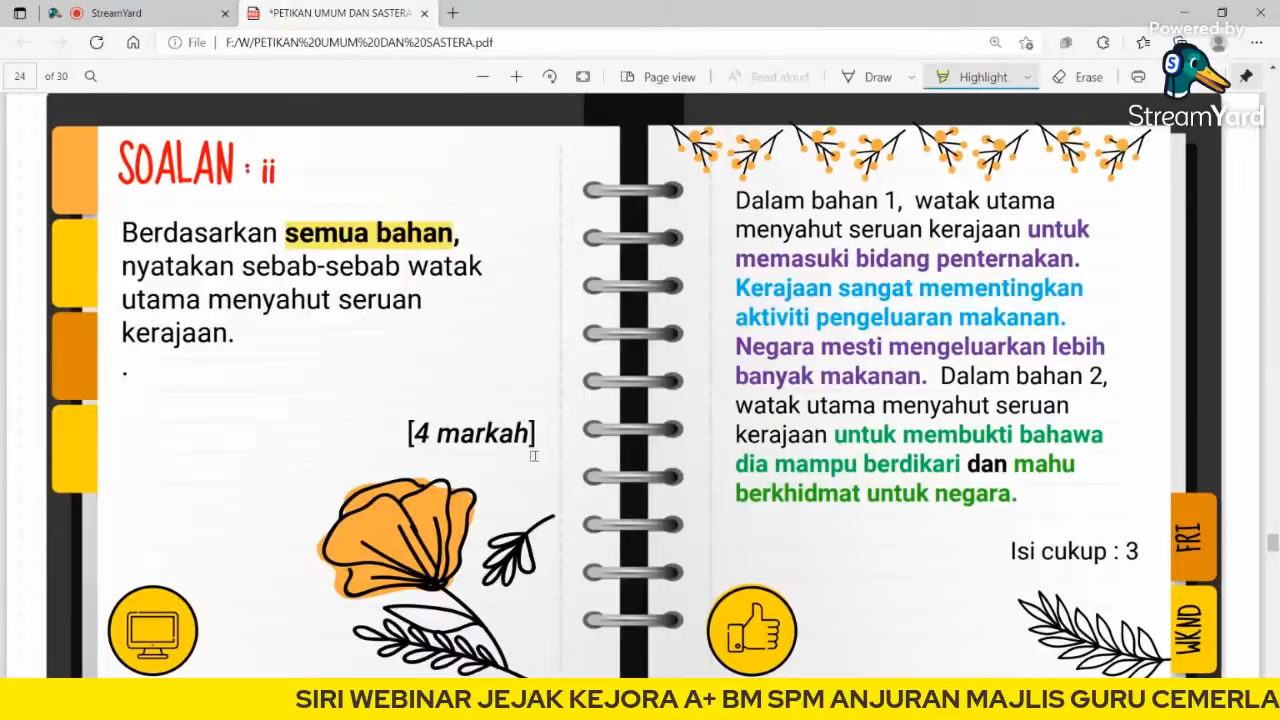 StreamYard
*PETIKAN UMUM DAN SASTERA
File
F:/W/PETIKAN%20UMUM%20DAN%20SASTERA.pdf
24 of 30
Page view
Read aloud
Draw
Highlight
Erase
Powered by
StreamYard
SOALAN : ii
Berdasarkan semua bahan,
nyatakan sebab-sebab watak
utama menyahut seruan
kerajaan.
.
[4 markah]
Dalam bahan 1, watak utama
menyahut seruan kerajaan untuk
memasuki bidang penternakan.
Kerajaan sangat mementingkan
aktiviti pengeluaran makanan.
Negara mesti mengeluarkan lebih
banyak makanan. Dalam bahan 2,
watak utama menyahut seruan
kerajaan untuk membukti bahawa
dia mampu berdikari dan mahu
berkhidmat untuk negara.
Isi cukup : 3
FRI
WKND
SIRI WEBINAR JEJAK KEJORA A+ BM SPM ANJURAN MAJLIS GURU CEMERLA